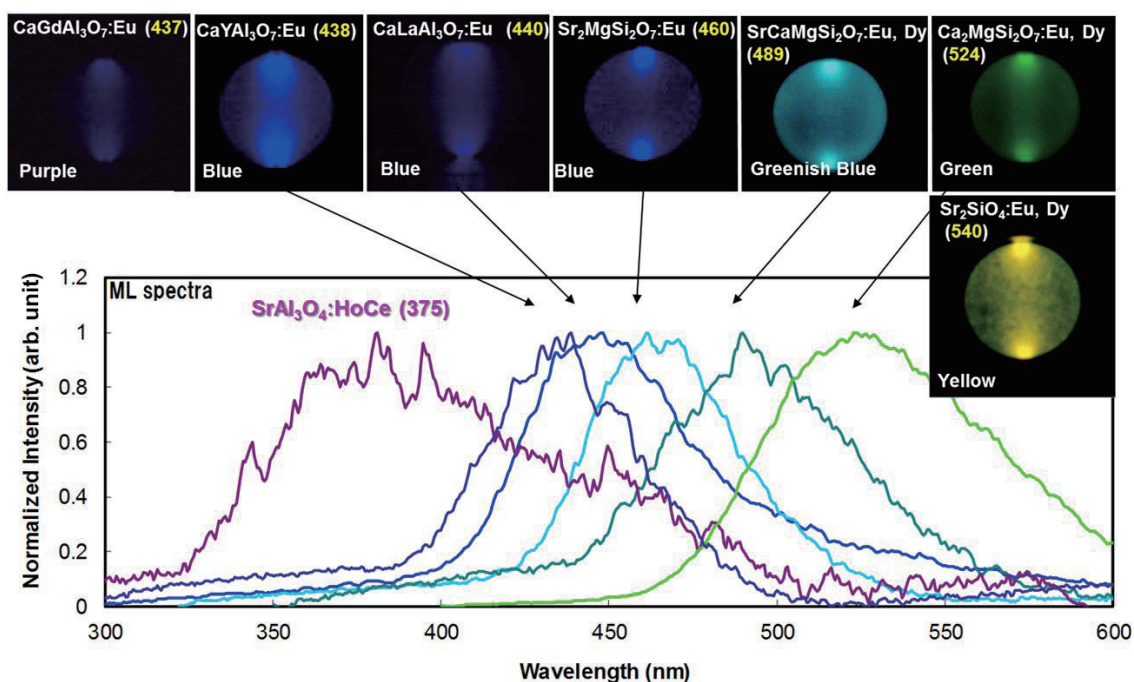 CaGdAl₃O₇:Eu (437)
Purple
CaYAl₃O₇:Eu (438)
Blue
CaLaAl₃O₇:Eu (440)
Blue
Sr₂MgSi₂O₇:Eu (460)
Blue
SrCaMgSi₂O₇:Eu, Dy
(489)
Greenish Blue
Ca₂MgSi₂O₇:Eu, Dy
(524)
Green
Sr₂SiO₄:Eu, Dy
(540)
Yellow
ML spectra
SrAl₃O₄:HoCe (375)
Normalized Intensity (arb. unit)
1.2
1
0.8
0.6
0.4
0.2
0
300
350
400
450
500
550
600
Wavelength (nm)